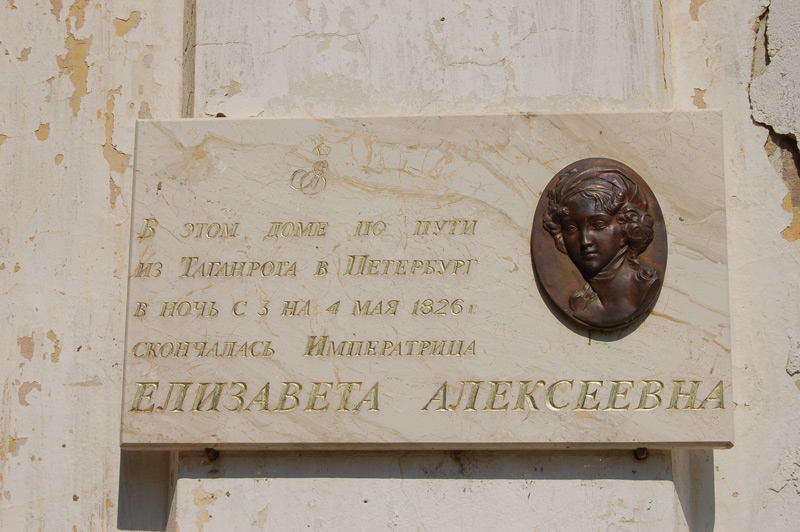 В ЭТОМ ДОМЕ ПО ПУТИ
ИЗ ТАГАНРОГА В ПЕТЕРБУРГ
В НОЧЬ С 3 НА 4 МАЯ 1826 Г.
СКОНЧАЛАСЬ ИМПЕРАТРИЦА
ЕЛИЗАВЕТА АЛЕКСЕЕВНА